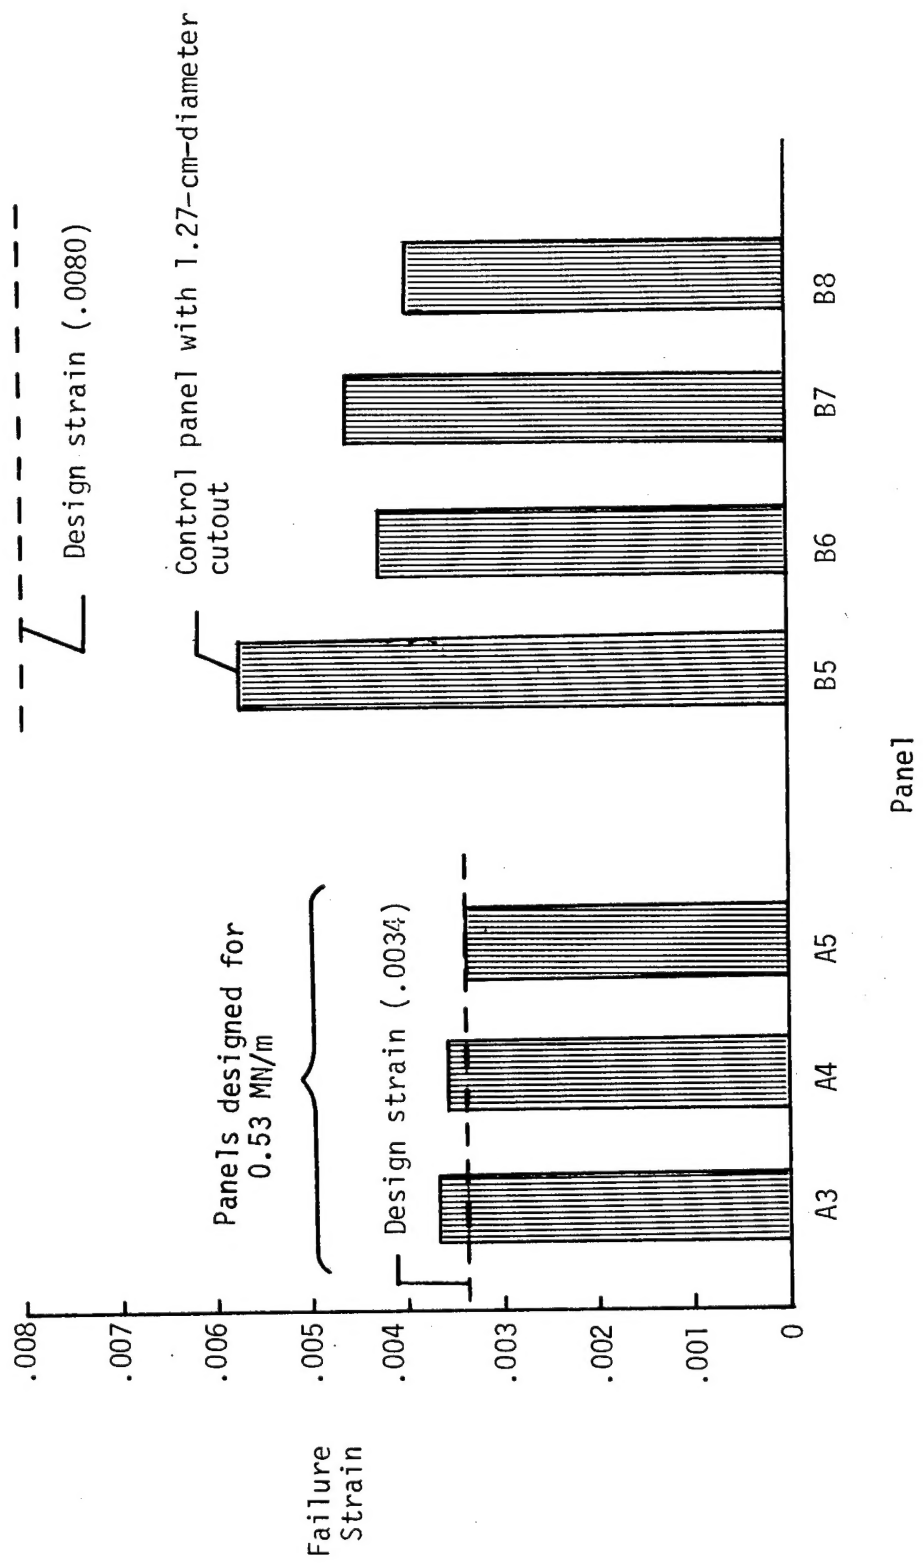 Design strain (.0080)
Control panel with 1.27-cm-diameter
cutout
Panels designed for
0.53 MN/m
Design strain (.0034)
Failure
Strain
.008
.007
.006
.005
.004
.003
.002
.001
0
A3
A4
A5
B5
B6
B7
B8
Panel